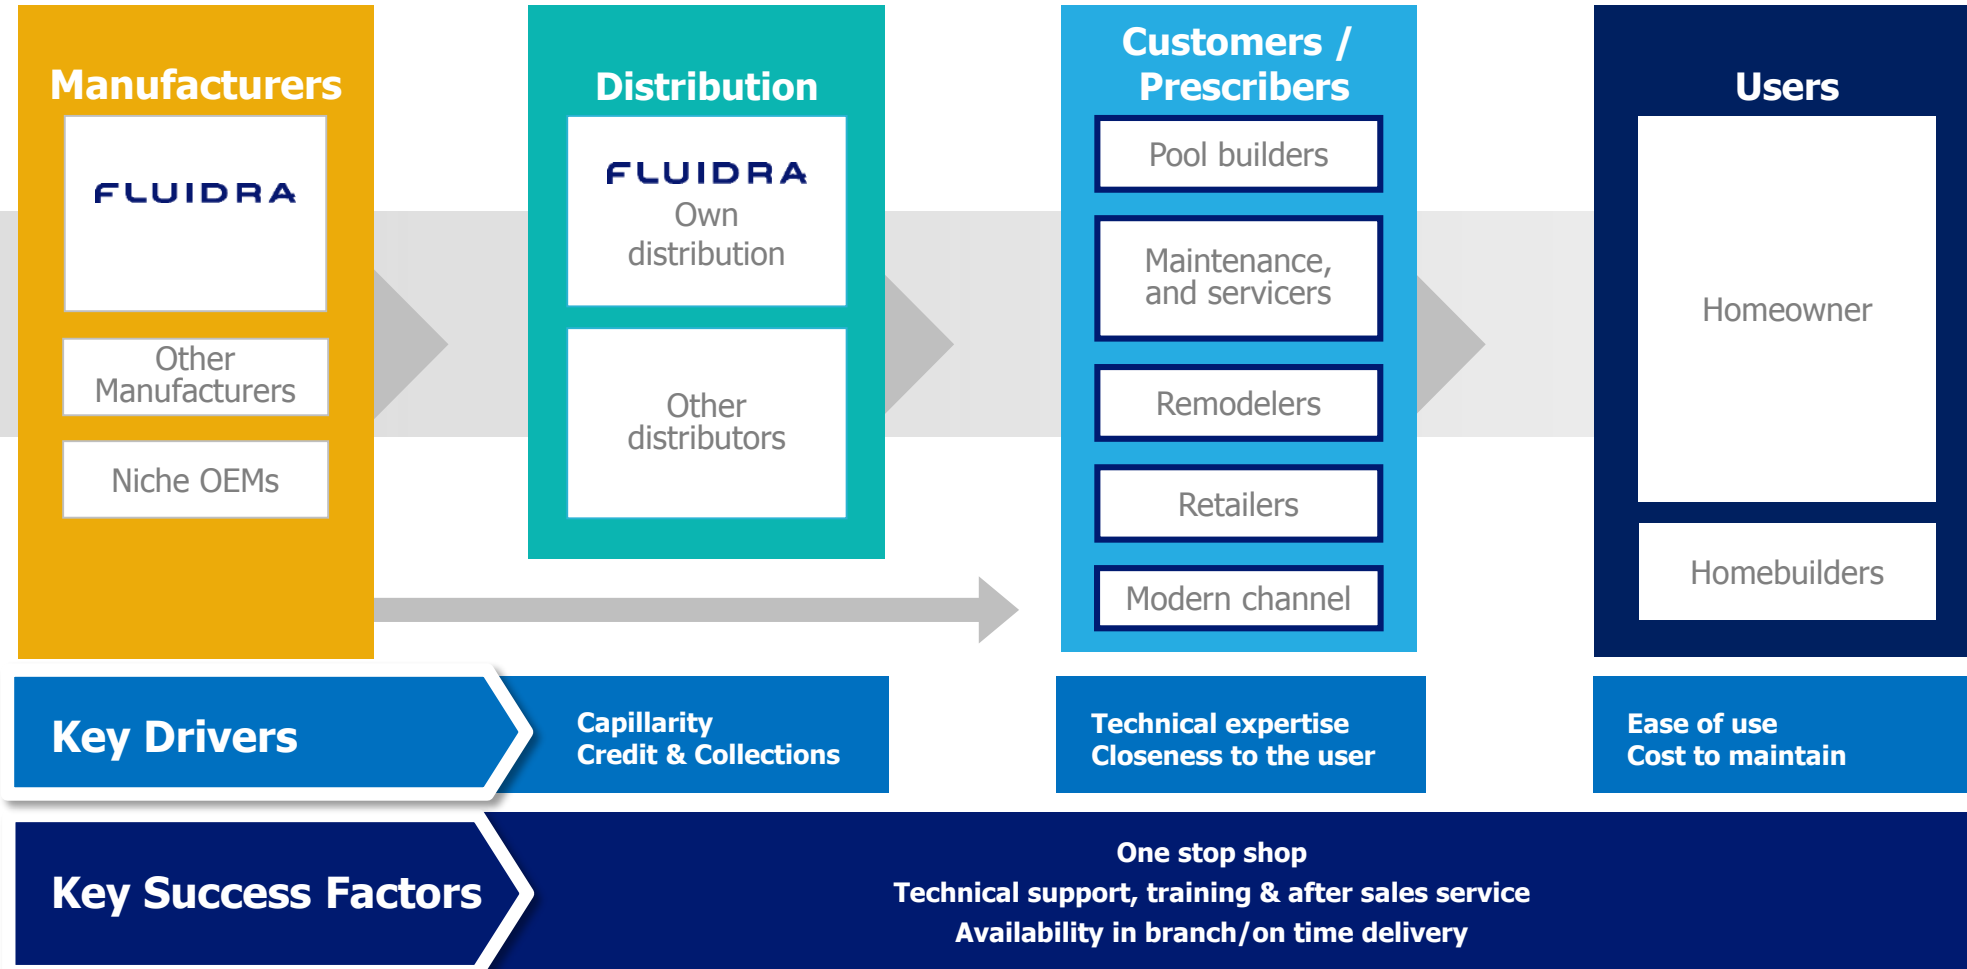 Manufacturers
FLUIDRA
Other
Manufacturers
Niche OEMs
Distribution
FLUIDRA
Own
distribution
Other
distributors
Customers /
Prescribers
Pool builders
Maintenance,
and servicers
Remodelers
Retailers
Modern channel
Users
Homeowner
Homebuilders
Key Drivers
Capillarity
Credit & Collections
Technical expertise
Closeness to the user
Ease of use
Cost to maintain
Key Success Factors
One stop shop
Technical support, training & after sales service
Availability in branch/on time delivery